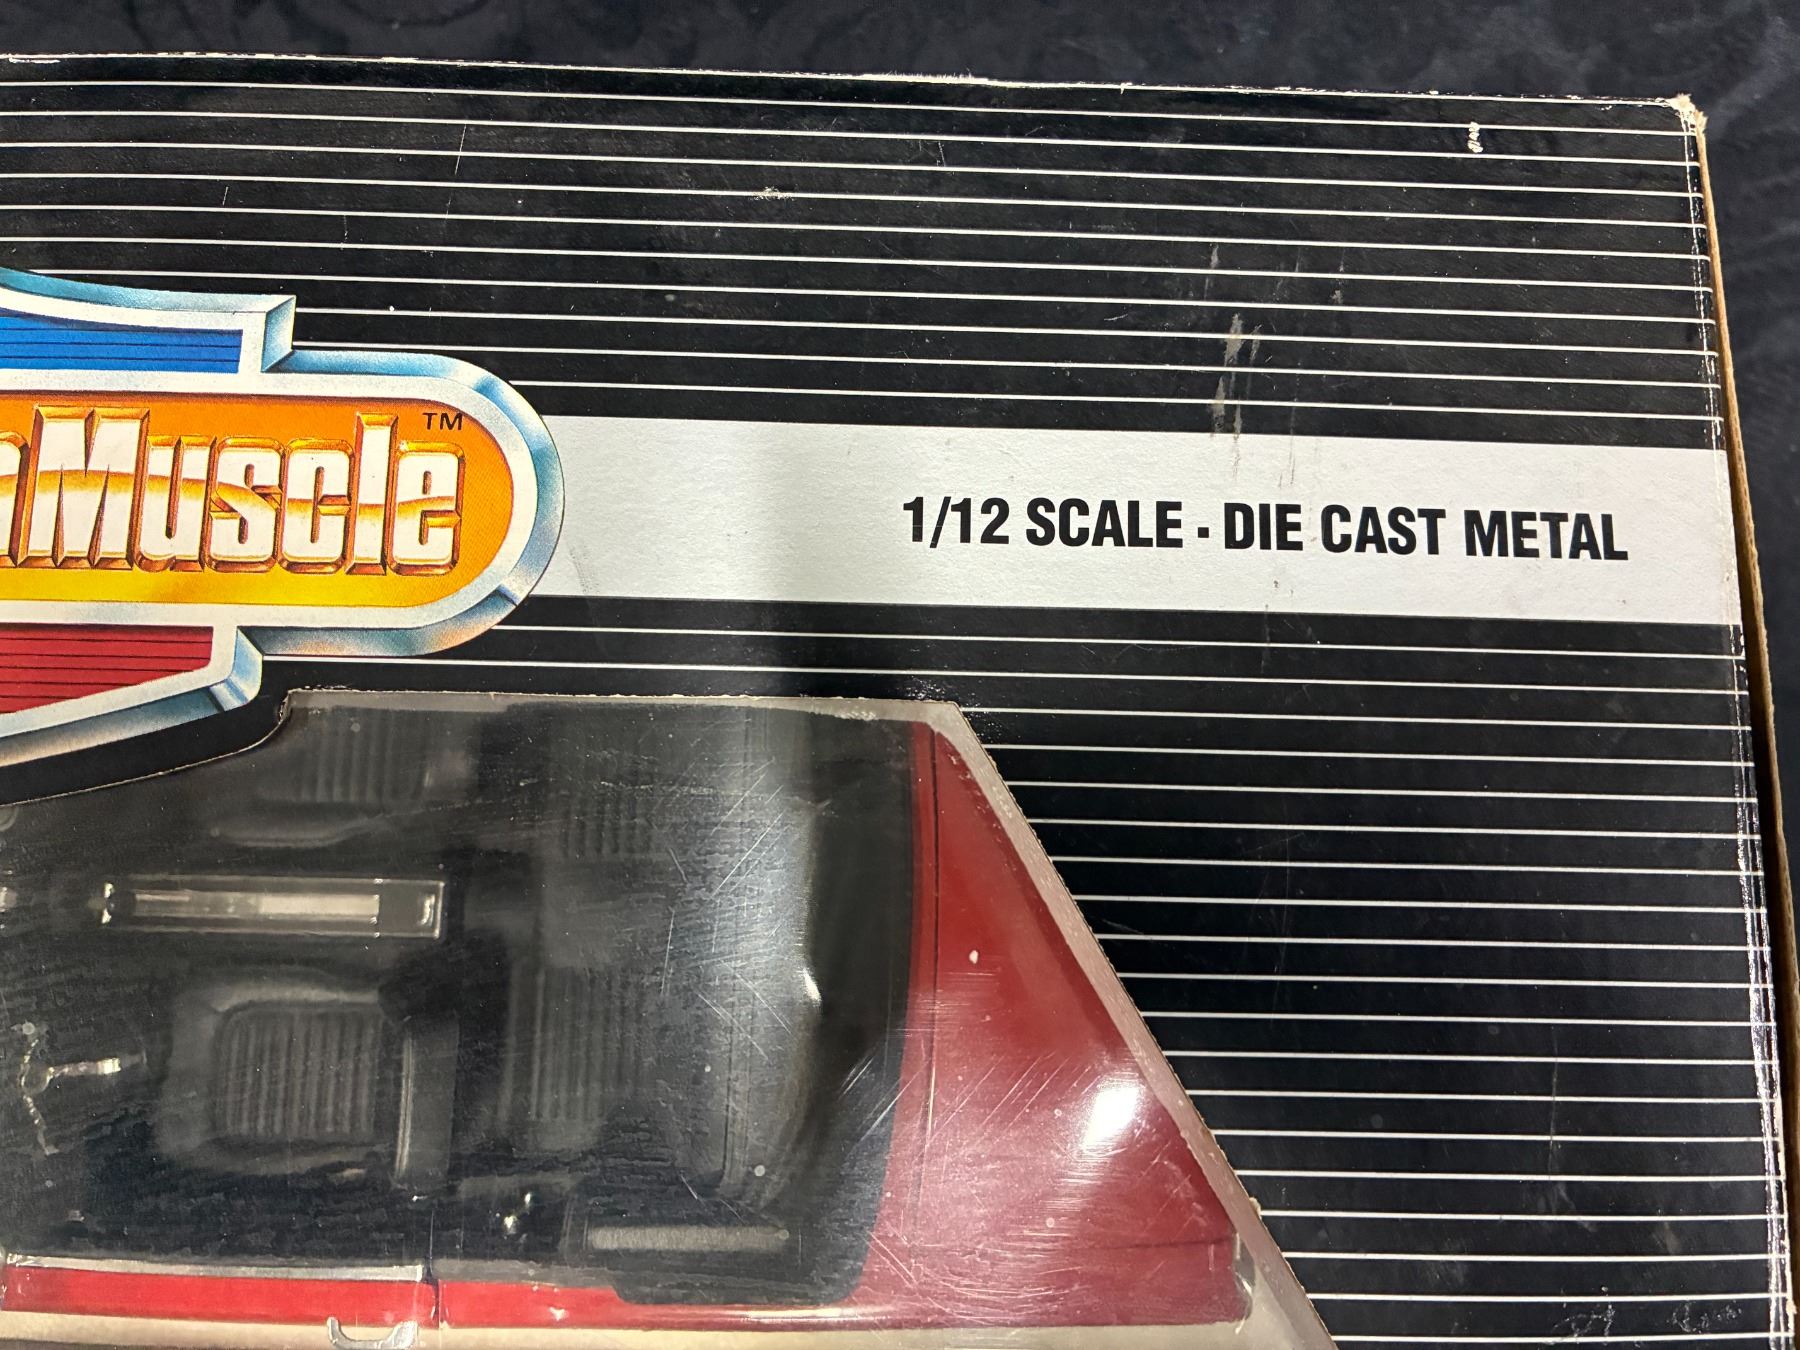 Muscle™
1/12 SCALE - DIE CAST METAL